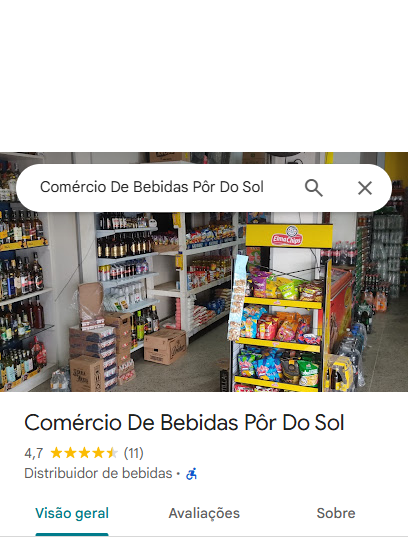 Comércio De Bebidas Pôr Do Sol
Elma Chips
Comércio De Bebidas Pôr Do Sol
4,7 (11)
Distribuidor de bebidas ·
Visão geral
Avaliações
Sobre